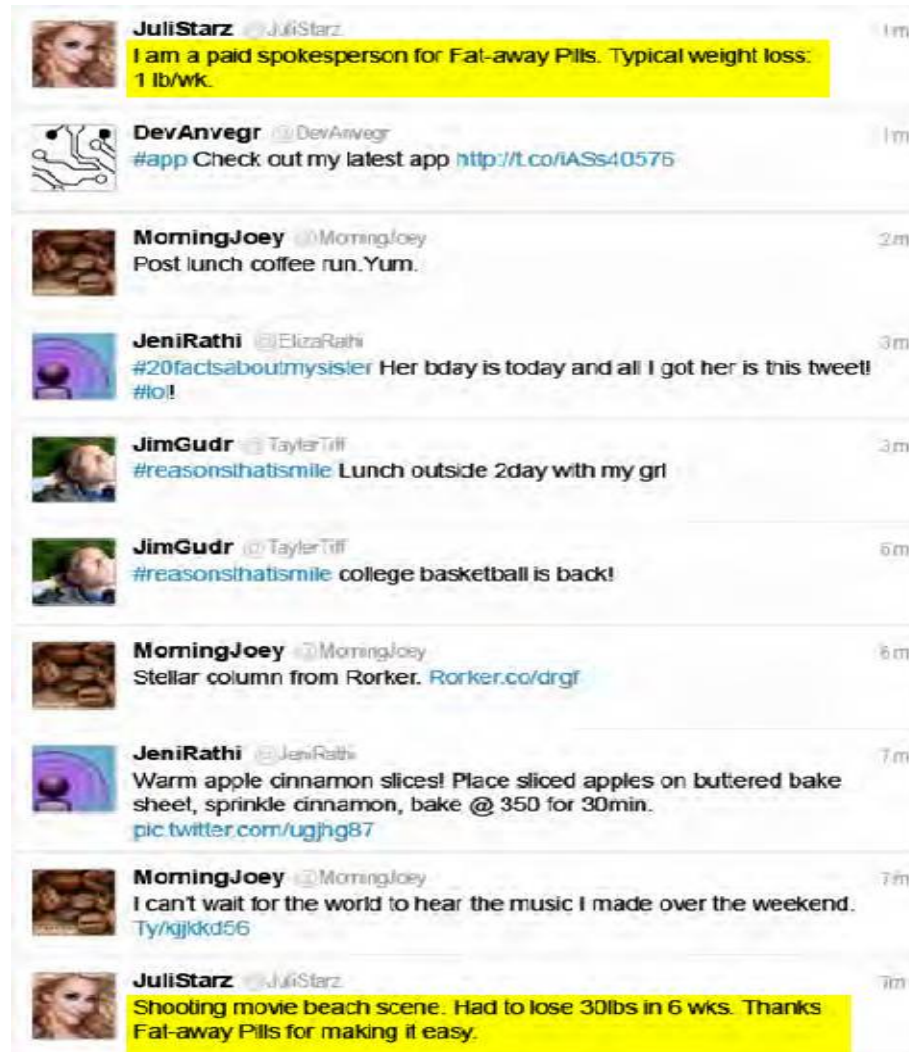 JuliStarz @JuliStarz 1m
I am a paid spokesperson for Fat-away Pills. Typical weight loss:
1 lb/wk.
DevAnvegr @DevAnvegr 1m
#app Check out my latest app http://t.co/iASs40576
MorningJoey @MorningJoey 2m
Post lunch coffee run.Yum.
JeniRathi @ElizaRathi 3m
#20factsaboutmysister Her bday is today and all I got her is this tweet!
#lol!
JimGudr @TaylerTiff 3m
#reasonsthatismile Lunch outside 2day with my grl
JimGudr @TaylerTiff 6m
#reasonsthatismile college basketball is back!
MorningJoey @MorningJoey 6m
Stellar column from Rorker. Rorker.co/drgf
JeniRathi @JeniRathi 7m
Warm apple cinnamon slices! Place sliced apples on buttered bake
sheet, sprinkle cinnamon, bake @ 350 for 30min.
pic.twitter.com/ugjhg87
MorningJoey @MorningJoey 7m
I can't wait for the world to hear the music I made over the weekend.
Ty/kjjkkd56
JuliStarz @JuliStarz 7m
Shooting movie beach scene. Had to lose 30lbs in 6 wks. Thanks
Fat-away Pills for making it easy.